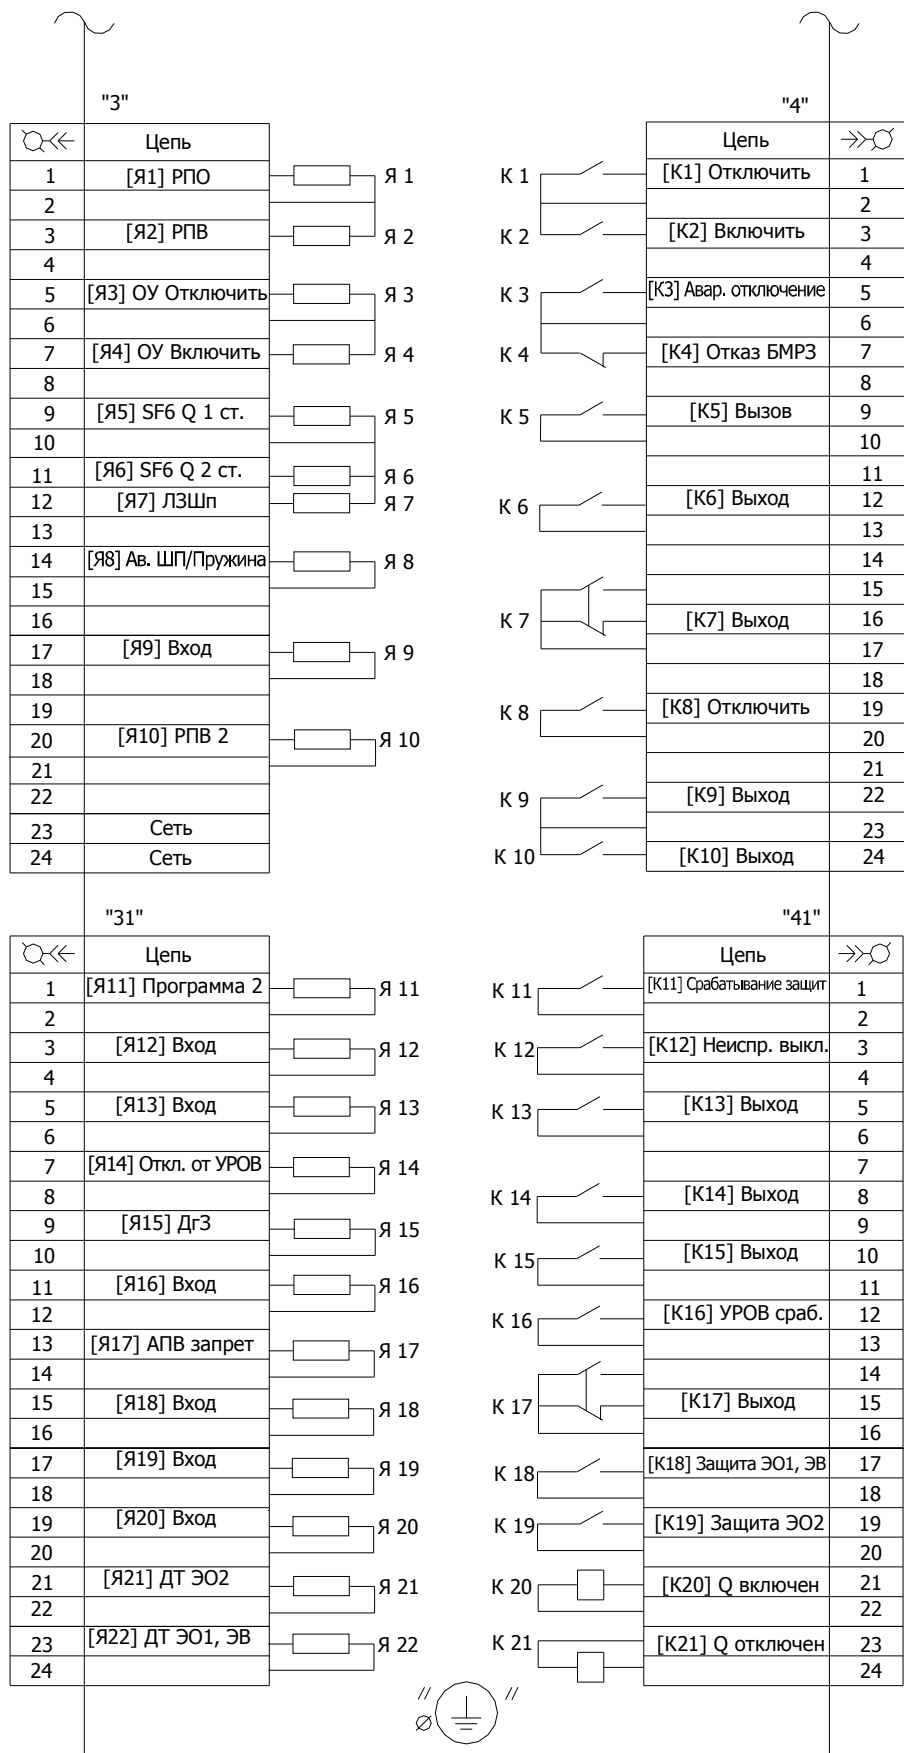 "3"
Цепь
1 [Я1] РПО Я 1
2
3 [Я2] РПВ Я 2
4
5 [Я3] ОУ Отключить Я 3
6
7 [Я4] ОУ Включить Я 4
8
9 [Я5] SF6 Q 1 ст. Я 5
10
11 [Я6] SF6 Q 2 ст. Я 6
12 [Я7] ЛЗШп Я 7
13
14 [Я8] Ав. ШП/Пружина Я 8
15
16
17 [Я9] Вход Я 9
18
19
20 [Я10] РПВ 2 Я 10
21
22
23 Сеть
24 Сеть
"4"
Цепь
К 1 [К1] Отключить 1
2
К 2 [К2] Включить 3
4
К 3 [К3] Авар. отключение 5
6
К 4 [К4] Отказ БМРЗ 7
8
К 5 [К5] Вызов 9
10
11
К 6 [К6] Выход 12
13
14
15
К 7 [К7] Выход 16
17
18
К 8 [К8] Отключить 19
20
21
К 9 [К9] Выход 22
23
К 10 [К10] Выход 24
"31"
Цепь
1 [Я11] Программа 2 Я 11
2
3 [Я12] Вход Я 12
4
5 [Я13] Вход Я 13
6
7 [Я14] Откл. от УРОВ Я 14
8
9 [Я15] ДгЗ Я 15
10
11 [Я16] Вход Я 16
12
13 [Я17] АПВ запрет Я 17
14
15 [Я18] Вход Я 18
16
17 [Я19] Вход Я 19
18
19 [Я20] Вход Я 20
20
21 [Я21] ДТ ЭО2 Я 21
22
23 [Я22] ДТ ЭО1, ЭВ Я 22
24
"41"
Цепь
К 11 [К11] Срабатывание защит 1
2
К 12 [К12] Неиспр. выкл. 3
4
К 13 [К13] Выход 5
6
7
К 14 [К14] Выход 8
9
К 15 [К15] Выход 10
11
К 16 [К16] УРОВ сраб. 12
13
14
К 17 [К17] Выход 15
16
К 18 [К18] Защита ЭО1, ЭВ 17
18
К 19 [К19] Защита ЭО2 19
20
К 20 [К20] Q включен 21
22
К 21 [К21] Q отключен 23
24